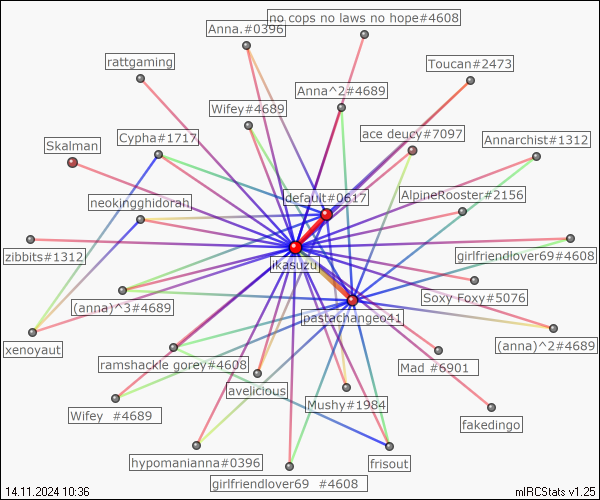 no cops no laws no hope#4608
Anna.#0396
rattgaming
Toucan#2473
Anna^2#4689
Wifey#4689
ace deucy#7097
Cypha#1717
Annarchist#1312
Skalman
default#0617
AlpineRooster#2156
neokingghidorah
zibbits#1312
girlfriendlover69#4608
ikasuzu
Soxy Foxy#5076
(anna)^3#4689
pastachangeo41
xenoyaut
(anna)^2#4689
ramshackle gorey#4608
Mad #6901
avelicious
Mushy#1984
Wifey #4689
fakedingo
hypomanianna#0396
frisout
girlfriendlover69 #4608
14.11.2024 10:36
mIRCStats v1.25